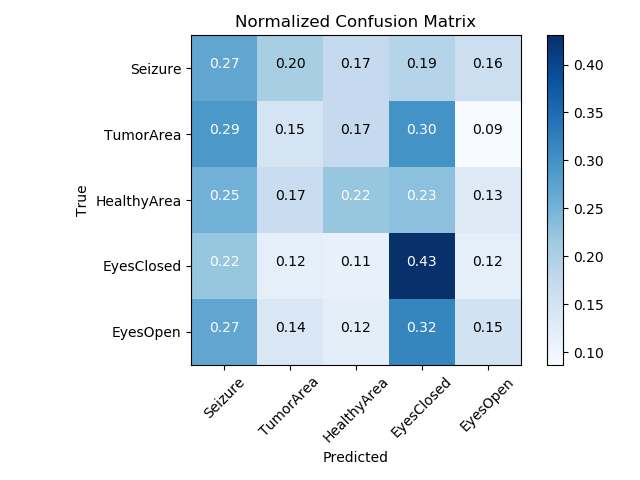 Normalized Confusion Matrix
Seizure 0.27 0.20 0.17 0.19 0.16
TumorArea 0.29 0.15 0.17 0.30 0.09
HealthyArea 0.25 0.17 0.22 0.23 0.13
EyesClosed 0.22 0.12 0.11 0.43 0.12
EyesOpen 0.27 0.14 0.12 0.32 0.15
True
Seizure TumorArea HealthyArea EyesClosed EyesOpen
Predicted
0.40
0.35
0.30
0.25
0.20
0.15
0.10